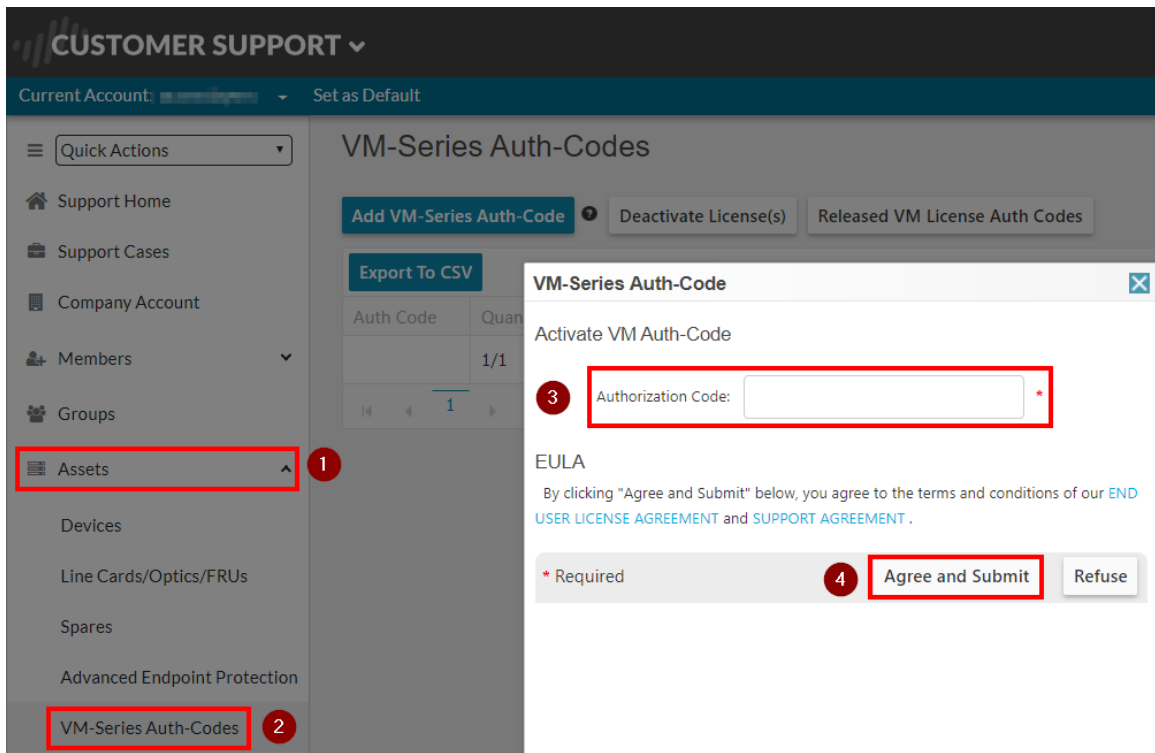 CUSTOMER SUPPORT
Current Account: Set as Default
Quick Actions
Support Home
Support Cases
Company Account
Members
Groups
Assets
1
Devices
Line Cards/Optics/FRUs
Spares
Advanced Endpoint Protection
VM-Series Auth-Codes
2
VM-Series Auth-Codes
Add VM-Series Auth-Code ? Deactivate License(s) Released VM License Auth Codes
Export To CSV
Auth Code Quan
1/1
1
VM-Series Auth-Code
Activate VM Auth-Code
3 Authorization Code: *
EULA
By clicking "Agree and Submit" below, you agree to the terms and conditions of our END
USER LICENSE AGREEMENT and SUPPORT AGREEMENT .
* Required 4 Agree and Submit Refuse